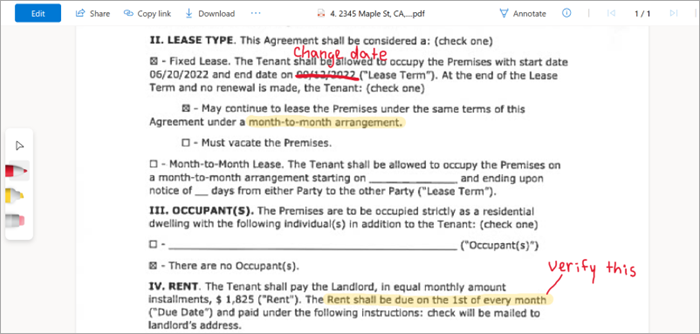 Edit Share Copy link Download ... 4. 2345 Maple St, CA,...pdf Annotate 1 / 1
II. LEASE TYPE. This Agreement shall be considered a: (check one)
Change date
☒ - Fixed Lease. The Tenant shall be allowed to occupy the Premises with start date
06/20/2022 and end date on ("Lease Term"). At the end of the Lease
Term and no renewal is made, the Tenant: (check one)
☒ - May continue to lease the Premises under the same terms of this
Agreement under a month-to-month arrangement.
☐ - Must vacate the Premises.
☐ - Month-to-Month Lease. The Tenant shall be allowed to occupy the Premises on
a month-to-month arrangement starting on ______________ and ending upon
notice of __ days from either Party to the other Party ("Lease Term").
III. OCCUPANT(S). The Premises are to be occupied strictly as a residential
dwelling with the following individual(s) in addition to the Tenant: (check one)
☐ - ______________________________________________ ("Occupant(s)")
☒ - There are no Occupant(s).
verify this
IV. RENT. The Tenant shall pay the Landlord, in equal monthly amount
installments, $ 1,825 ("Rent"). The Rent shall be due on the 1st of every month
("Due Date") and paid under the following instructions: check will be mailed to
landlord's address.